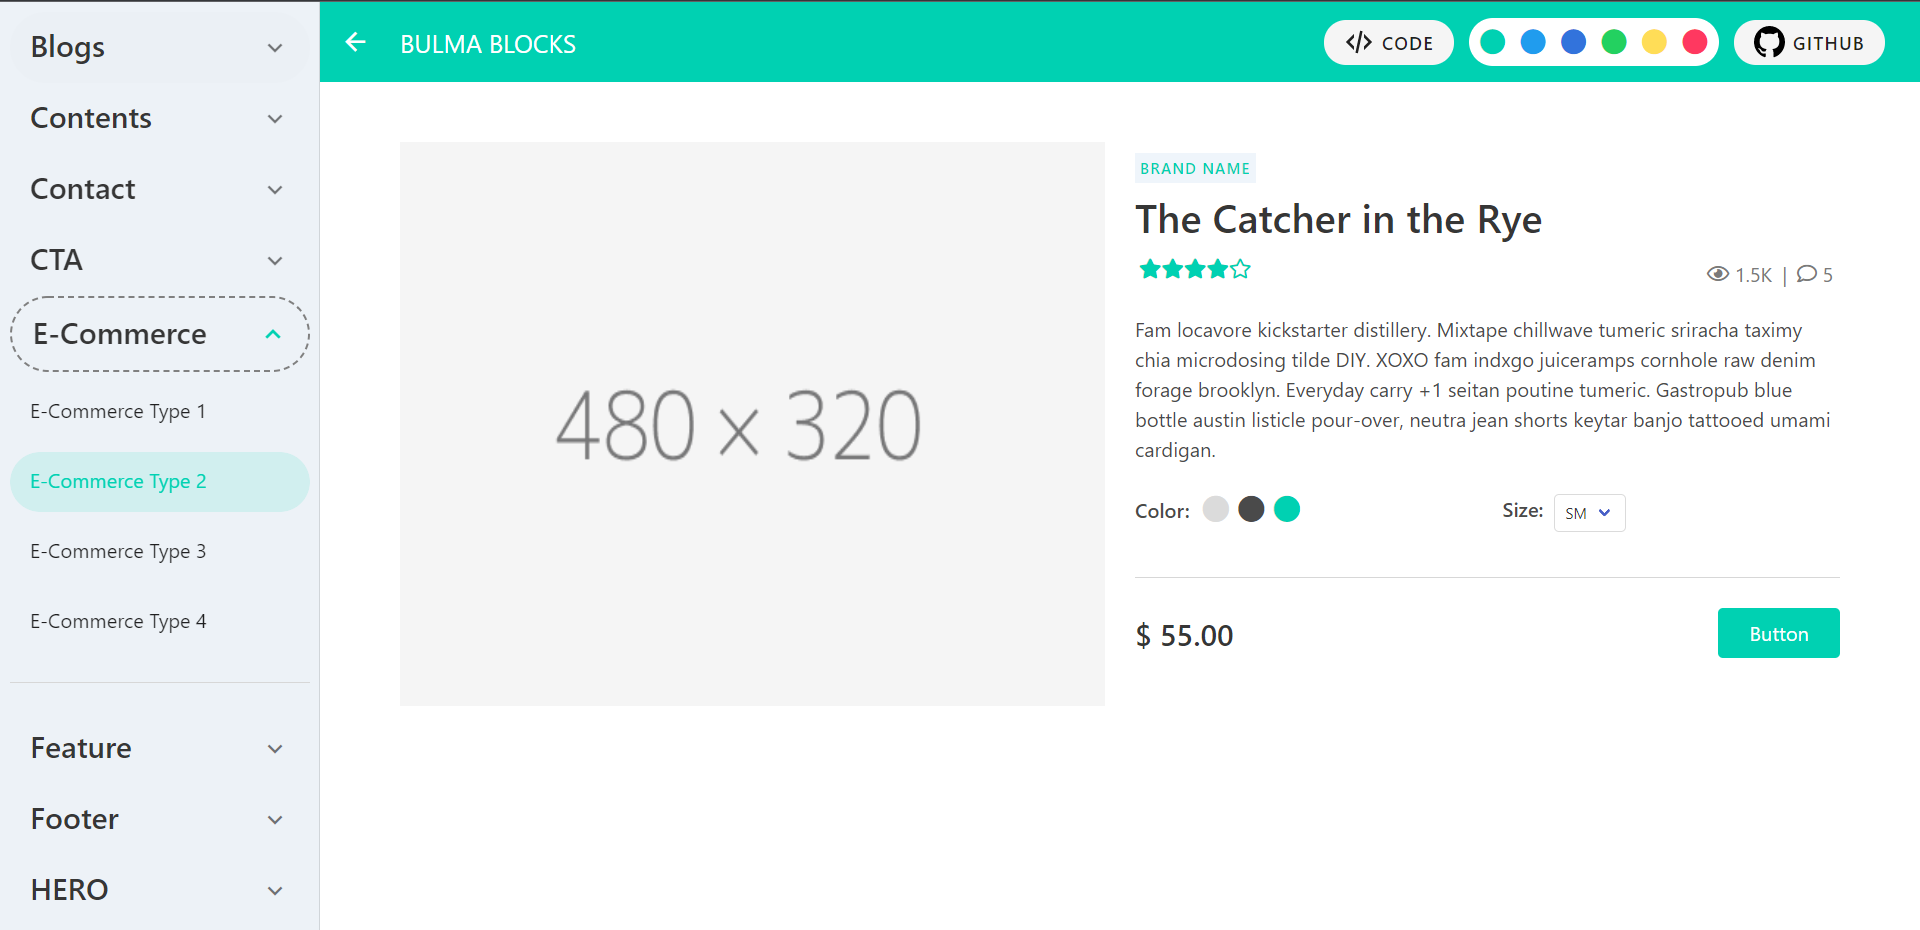 Blogs
Contents
Contact
CTA
E-Commerce
E-Commerce Type 1
E-Commerce Type 2
E-Commerce Type 3
E-Commerce Type 4
Feature
Footer
HERO
BULMA BLOCKS
CODE
GITHUB
480 × 320
BRAND NAME
The Catcher in the Rye
1.5K | 5
Fam locavore kickstarter distillery. Mixtape chillwave tumeric sriracha taximy
chia microdosing tilde DIY. XOXO fam indxgo juiceramps cornhole raw denim
forage brooklyn. Everyday carry +1 seitan poutine tumeric. Gastropub blue
bottle austin listicle pour-over, neutra jean shorts keytar banjo tattooed umami
cardigan.
Color:
Size: SM
$ 55.00
Button